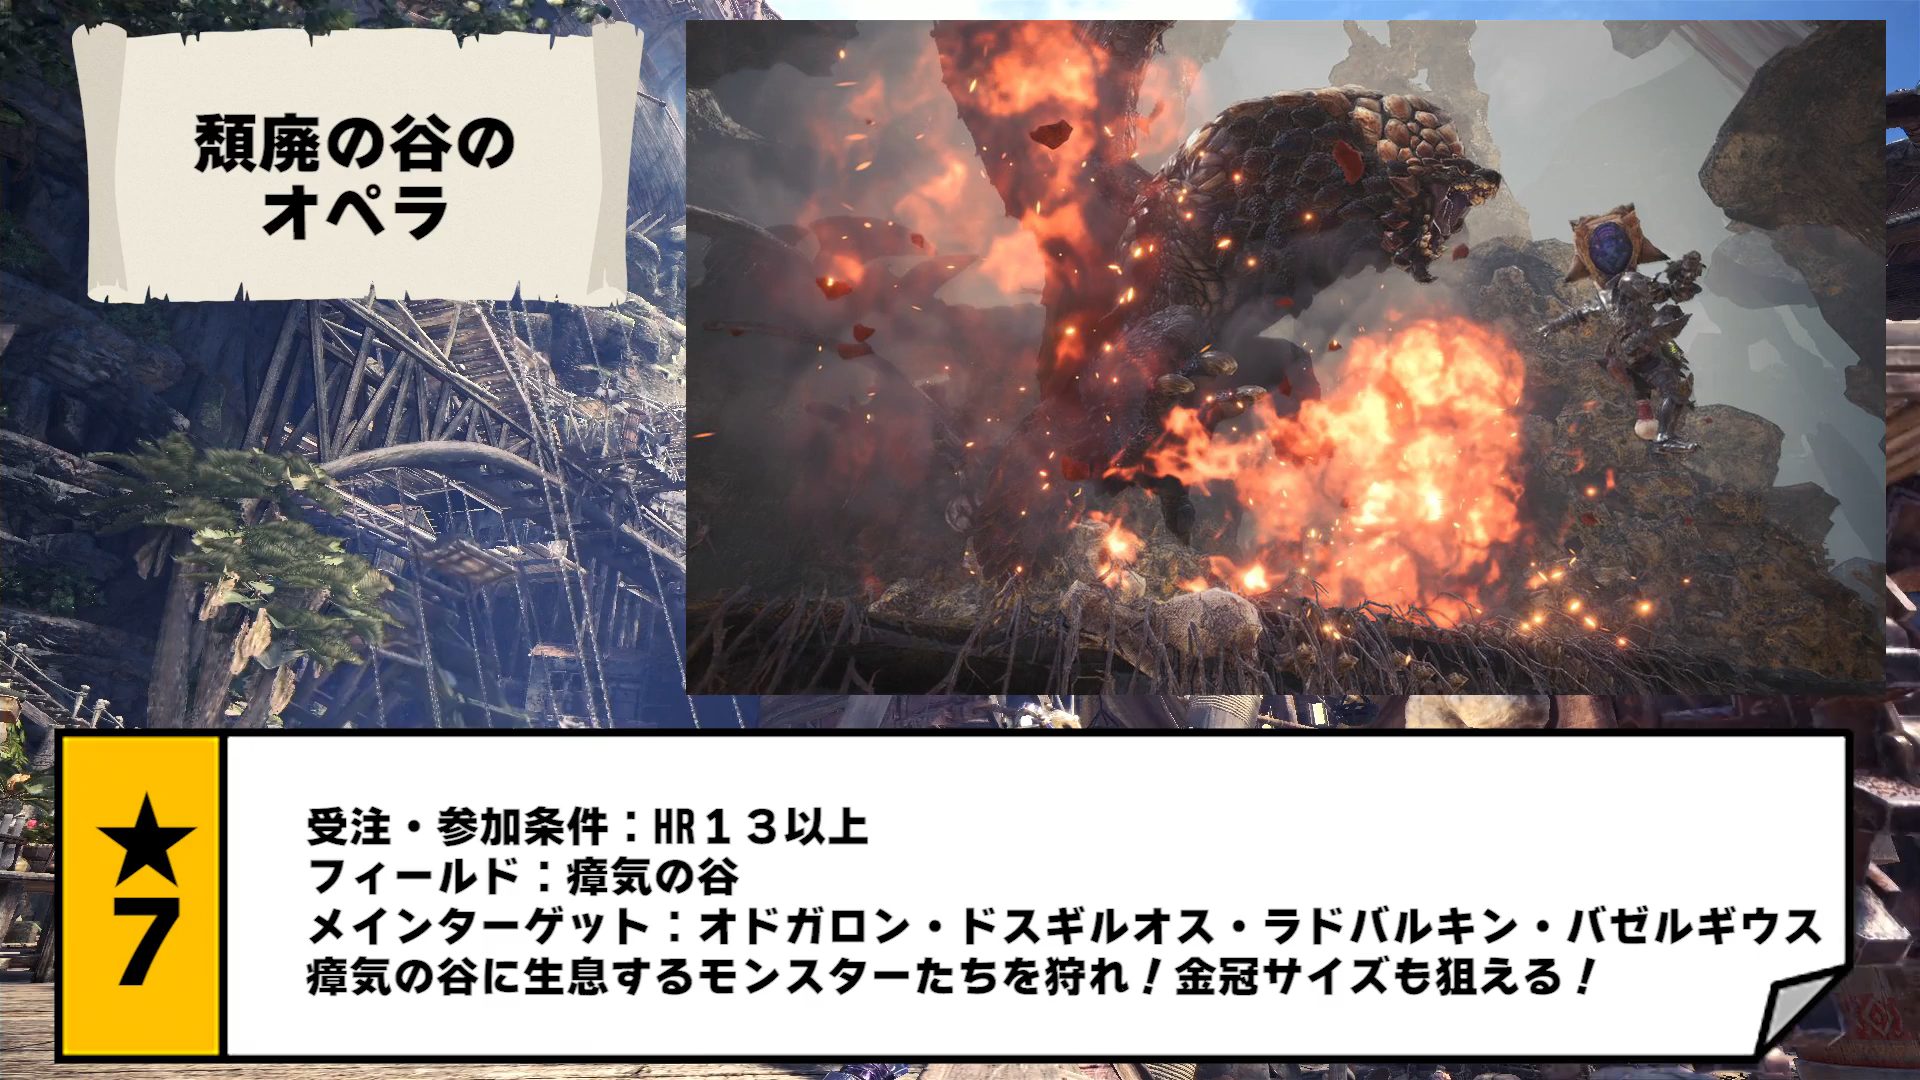 頽廃の谷の
オペラ
★
7
受注・参加条件：HR１３以上
フィールド：瘴気の谷
メインターゲット：オドガロン・ドスギルオス・ラドバルキン・バゼルギウス
瘴気の谷に生息するモンスターたちを狩れ！金冠サイズも狙える！